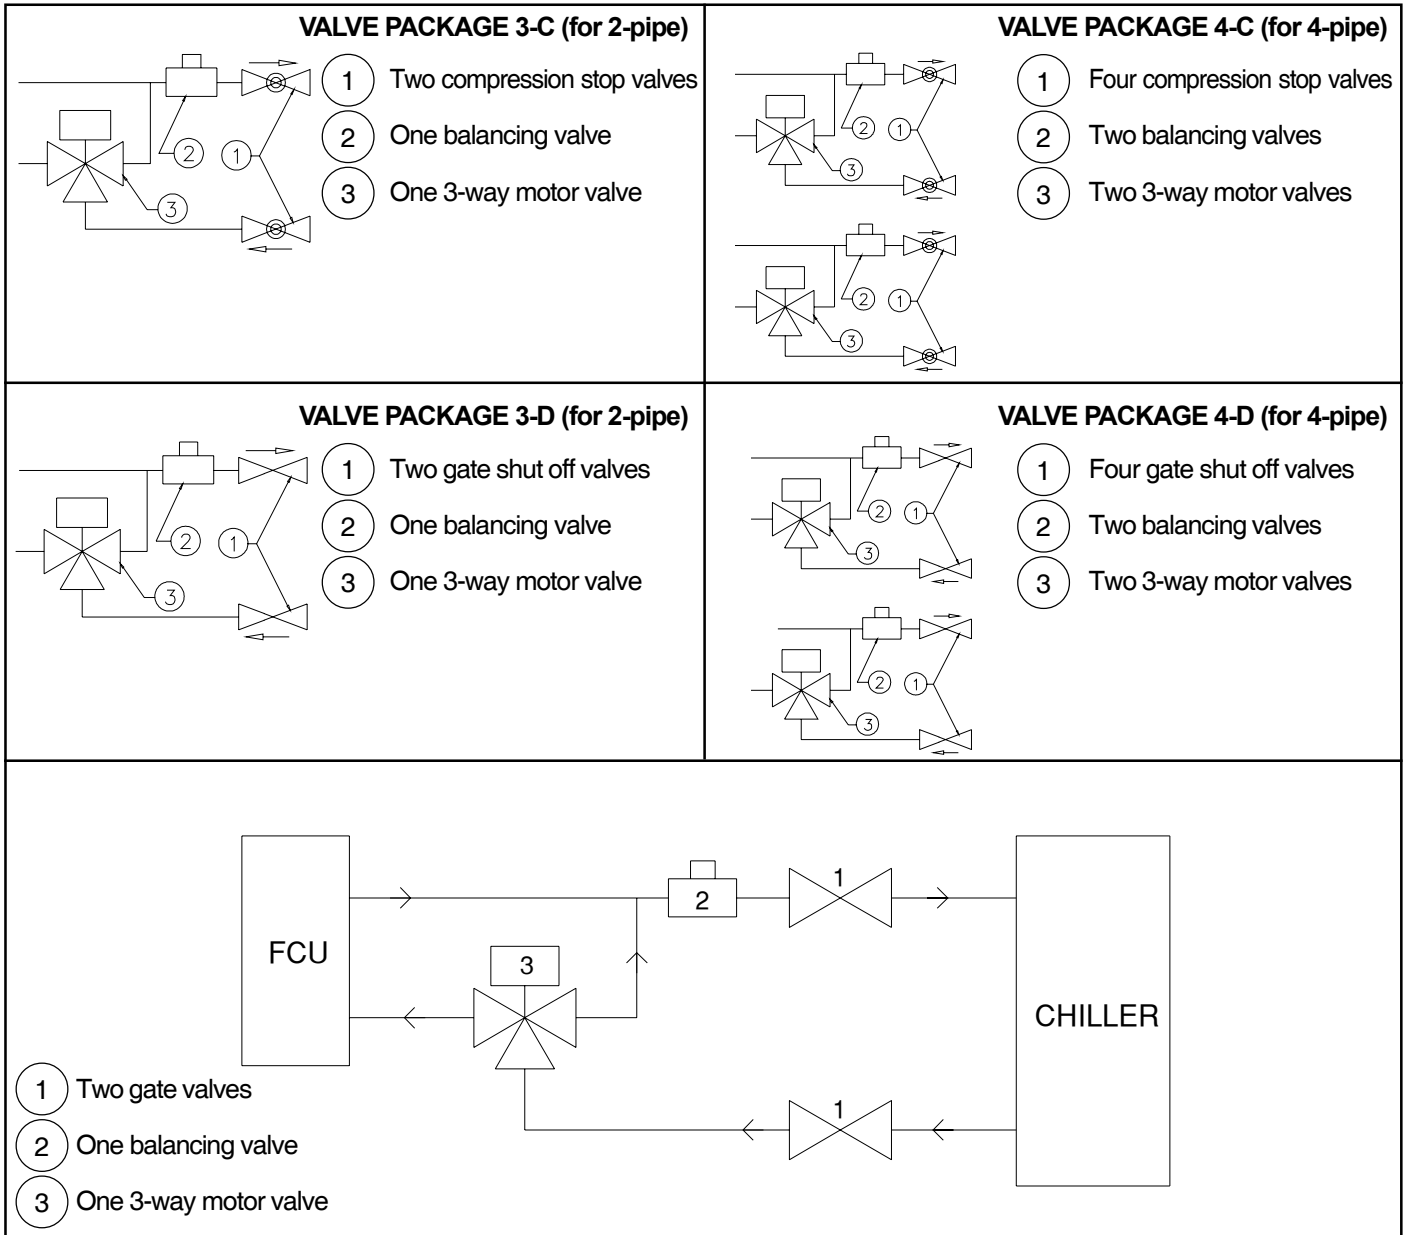 VALVE PACKAGE 3-C (for 2-pipe)
1 Two compression stop valves
2 One balancing valve
3 One 3-way motor valve
2
1
3
VALVE PACKAGE 4-C (for 4-pipe)
1 Four compression stop valves
2 Two balancing valves
3 Two 3-way motor valves
2
1
3
2
1
3
VALVE PACKAGE 3-D (for 2-pipe)
1 Two gate shut off valves
2 One balancing valve
3 One 3-way motor valve
2
1
3
VALVE PACKAGE 4-D (for 4-pipe)
1 Four gate shut off valves
2 Two balancing valves
3 Two 3-way motor valves
2
1
3
2
1
3
1
2
FCU
3
CHILLER
1
1 Two gate valves
2 One balancing valve
3 One 3-way motor valve